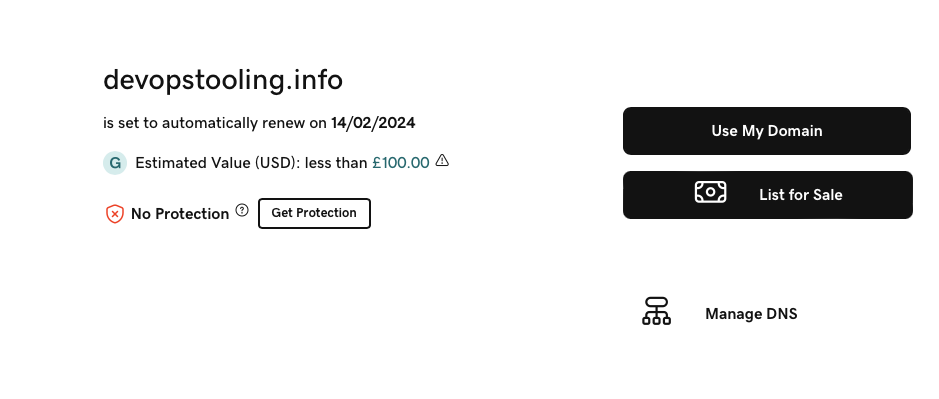 devopstooling.info
is set to automatically renew on 14/02/2024
G Estimated Value (USD): less than £100.00
No Protection ? Get Protection
Use My Domain
List for Sale
Manage DNS